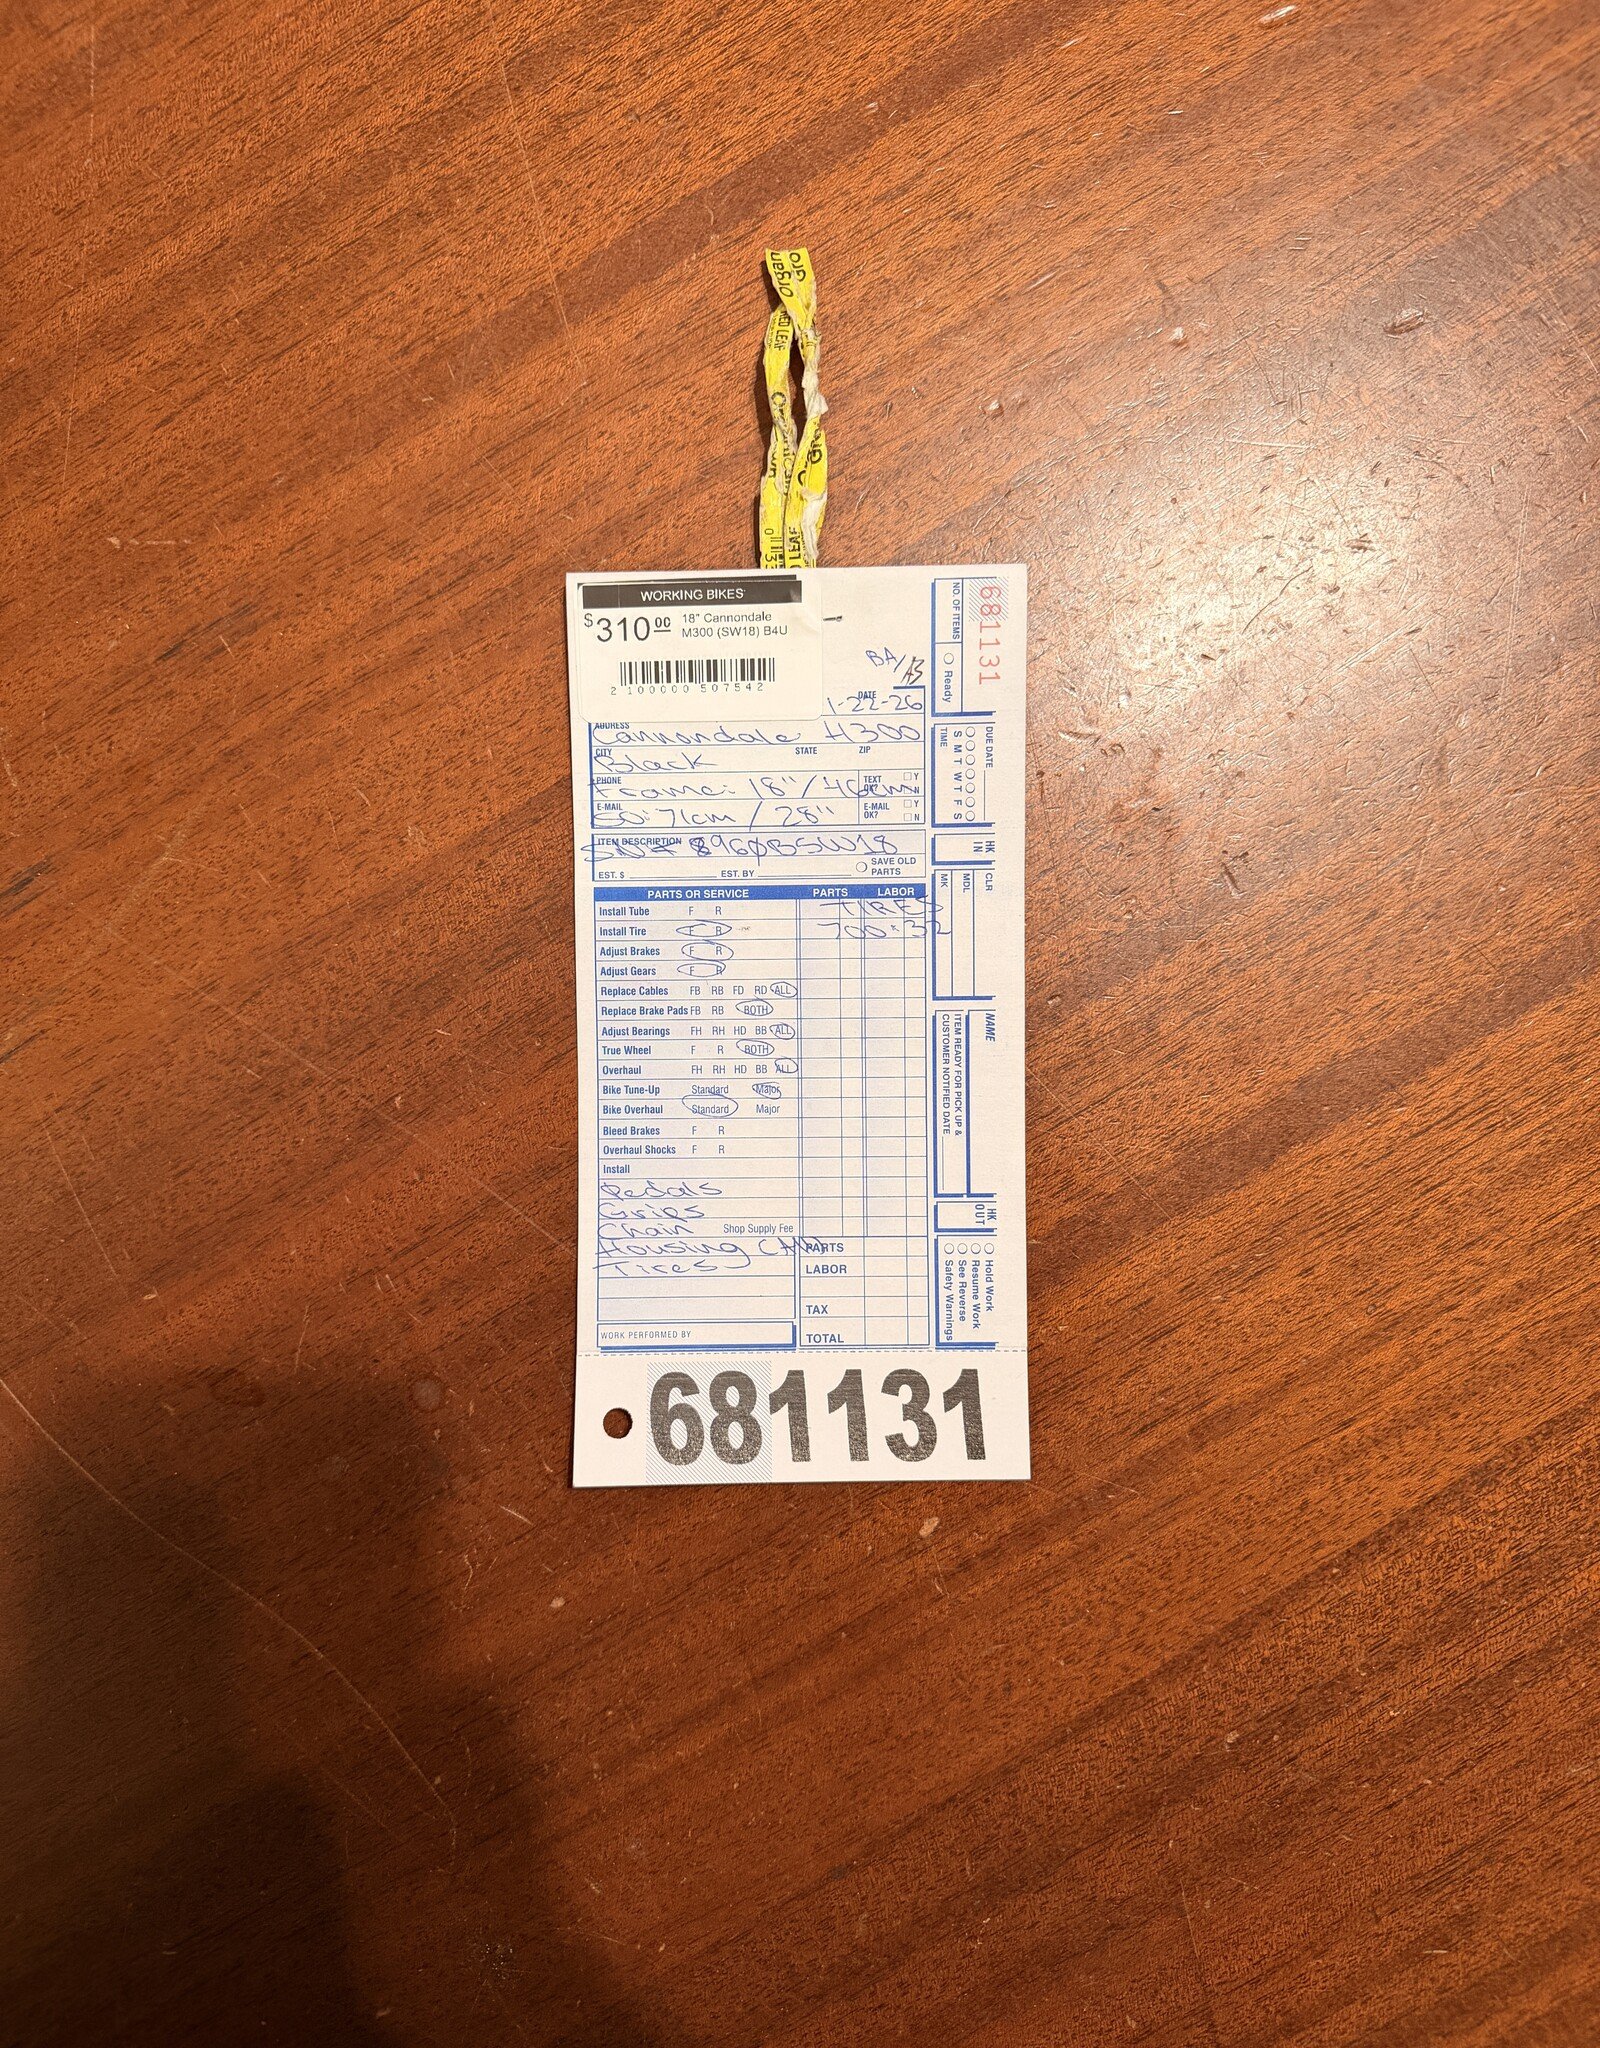 WORKING BIKES
$310.00 18" Cannondale
M300 (SW18) B4U
2 100000 507542
BA/AB
DATE 1-22-26
ADDRESS
Cannondale H300
CITY STATE ZIP
Black
PHONE TEXT OK? Y N
Frame: 18"/46cm
E-MAIL E-MAIL OK? Y N
SO: 71cm / 28"
ITEM DESCRIPTION
SN# 8960BSW18
SAVE OLD PARTS
EST. $ EST. BY
PARTS OR SERVICE PARTS LABOR
Install Tube F R TIRES
Install Tire F R 700×32
Adjust Brakes F R
Adjust Gears F R
Replace Cables FB RB FD RD ALL
Replace Brake Pads FB RB BOTH
Adjust Bearings FH RH HD BB ALL
True Wheel F R BOTH
Overhaul FH RH HD BB ALL
Bike Tune-Up Standard Major
Bike Overhaul Standard Major
Bleed Brakes F R
Overhaul Shocks F R
Install
Pedals
Grips
Chain Shop Supply Fee
Housing PARTS
Tires LABOR
TAX
WORK PERFORMED BY TOTAL
681131
681131
NO. OF ITEMS Ready
DUE DATE
S M T W T F S
TIME
HK IN
CLR
MDL
MK
NAME
ITEM READY FOR PICK UP &
CUSTOMER NOTIFIED DATE
HK OUT
Hold Work
Resume Work
See Reverse
Safety Warnings